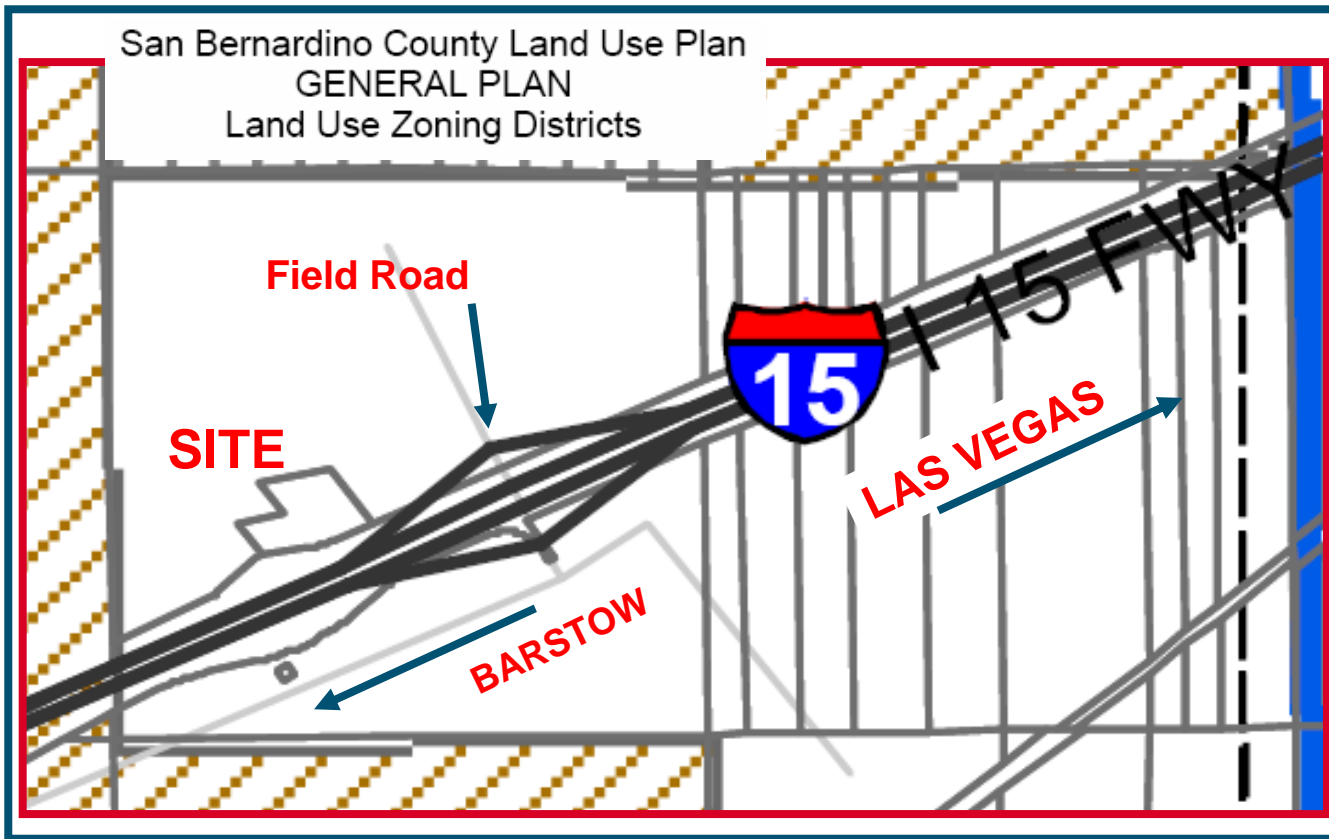 San Bernardino County Land Use Plan
GENERAL PLAN
Land Use Zoning Districts
Field Road
I 15 FWY
15
SITE
LAS VEGAS
BARSTOW